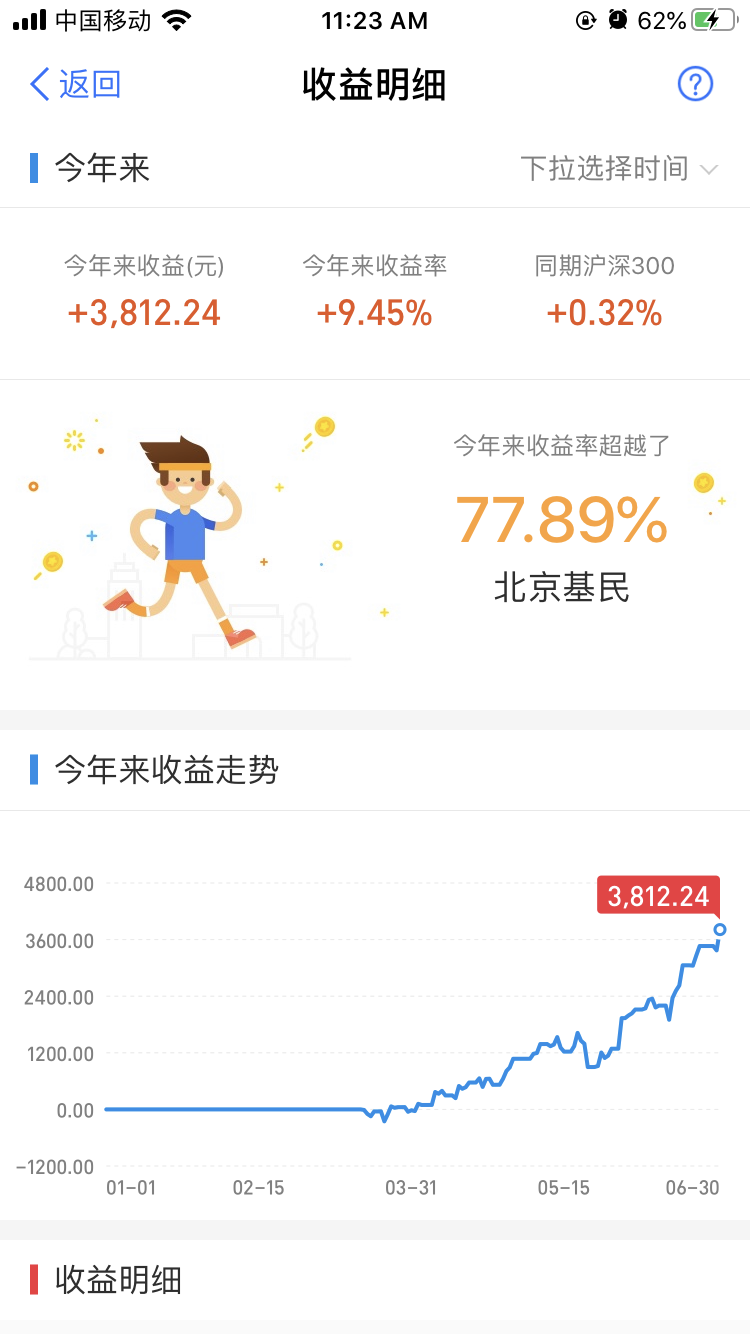 中国移动 11:23 AM 62%
返回 收益明细 ?
今年来 下拉选择时间
今年来收益(元) 今年来收益率 同期沪深300
+3,812.24 +9.45% +0.32%
今年来收益率超越了
77.89%
北京基民
今年来收益走势
4800.00
3,812.24
3600.00
2400.00
1200.00
0.00
-1200.00
01-01 02-15 03-31 05-15 06-30
收益明细